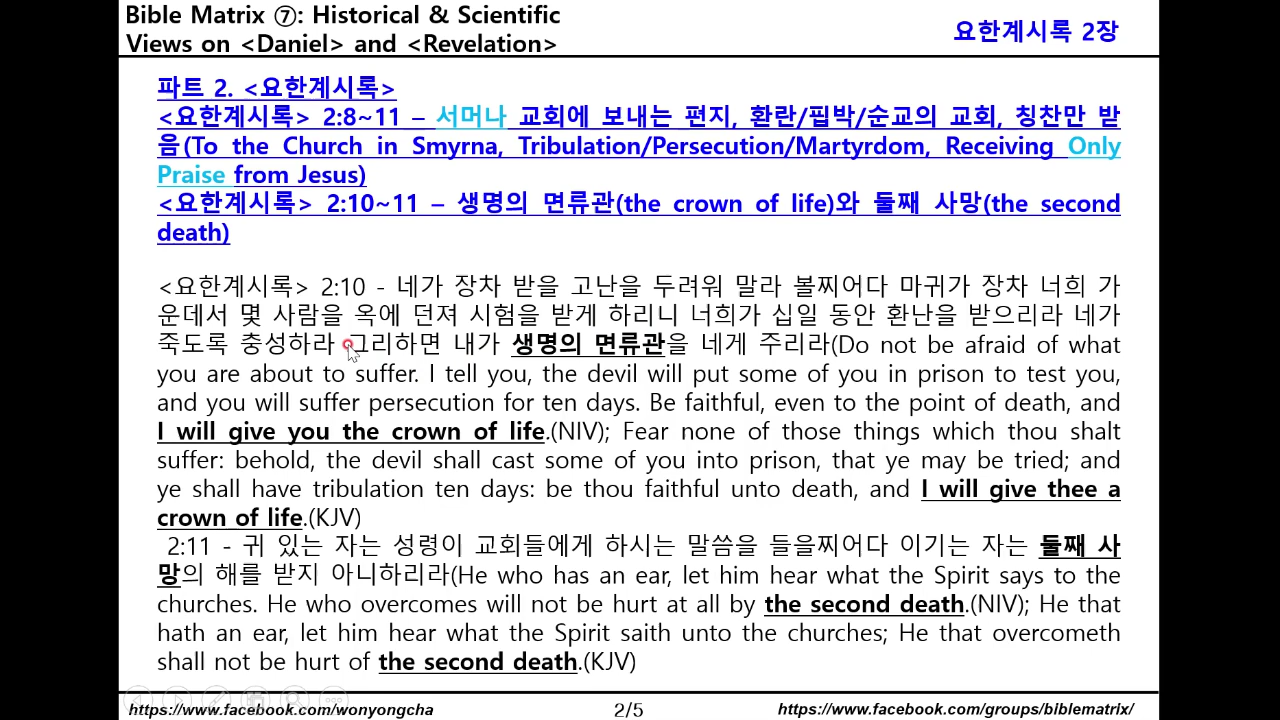 Bible Matrix ⑦: Historical & Scientific
Views on <Daniel> and <Revelation>
요한계시록 2장
파트 2. <요한계시록>
<요한계시록> 2:8~11 – 서머나 교회에 보내는 편지, 환란/핍박/순교의 교회, 칭찬만 받
음(To the Church in Smyrna, Tribulation/Persecution/Martyrdom, Receiving Only
Praise from Jesus)
<요한계시록> 2:10~11 – 생명의 면류관(the crown of life)와 둘째 사망(the second
death)
<요한계시록> 2:10 - 네가 장차 받을 고난을 두려워 말라 볼찌어다 마귀가 장차 너희 가
운데서 몇 사람을 옥에 던져 시험을 받게 하리니 너희가 십일 동안 환난을 받으리라 네가
죽도록 충성하라 그리하면 내가 생명의 면류관을 네게 주리라(Do not be afraid of what
you are about to suffer. I tell you, the devil will put some of you in prison to test you,
and you will suffer persecution for ten days. Be faithful, even to the point of death, and
I will give you the crown of life.(NIV); Fear none of those things which thou shalt
suffer: behold, the devil shall cast some of you into prison, that ye may be tried; and
ye shall have tribulation ten days: be thou faithful unto death, and I will give thee a
crown of life.(KJV)
2:11 - 귀 있는 자는 성령이 교회들에게 하시는 말씀을 들을찌어다 이기는 자는 둘째 사
망의 해를 받지 아니하리라(He who has an ear, let him hear what the Spirit says to the
churches. He who overcomes will not be hurt at all by the second death.(NIV); He that
hath an ear, let him hear what the Spirit saith unto the churches; He that overcometh
shall not be hurt of the second death.(KJV)
https://www.facebook.com/wonyongcha
2/5
https://www.facebook.com/groups/biblematrix/